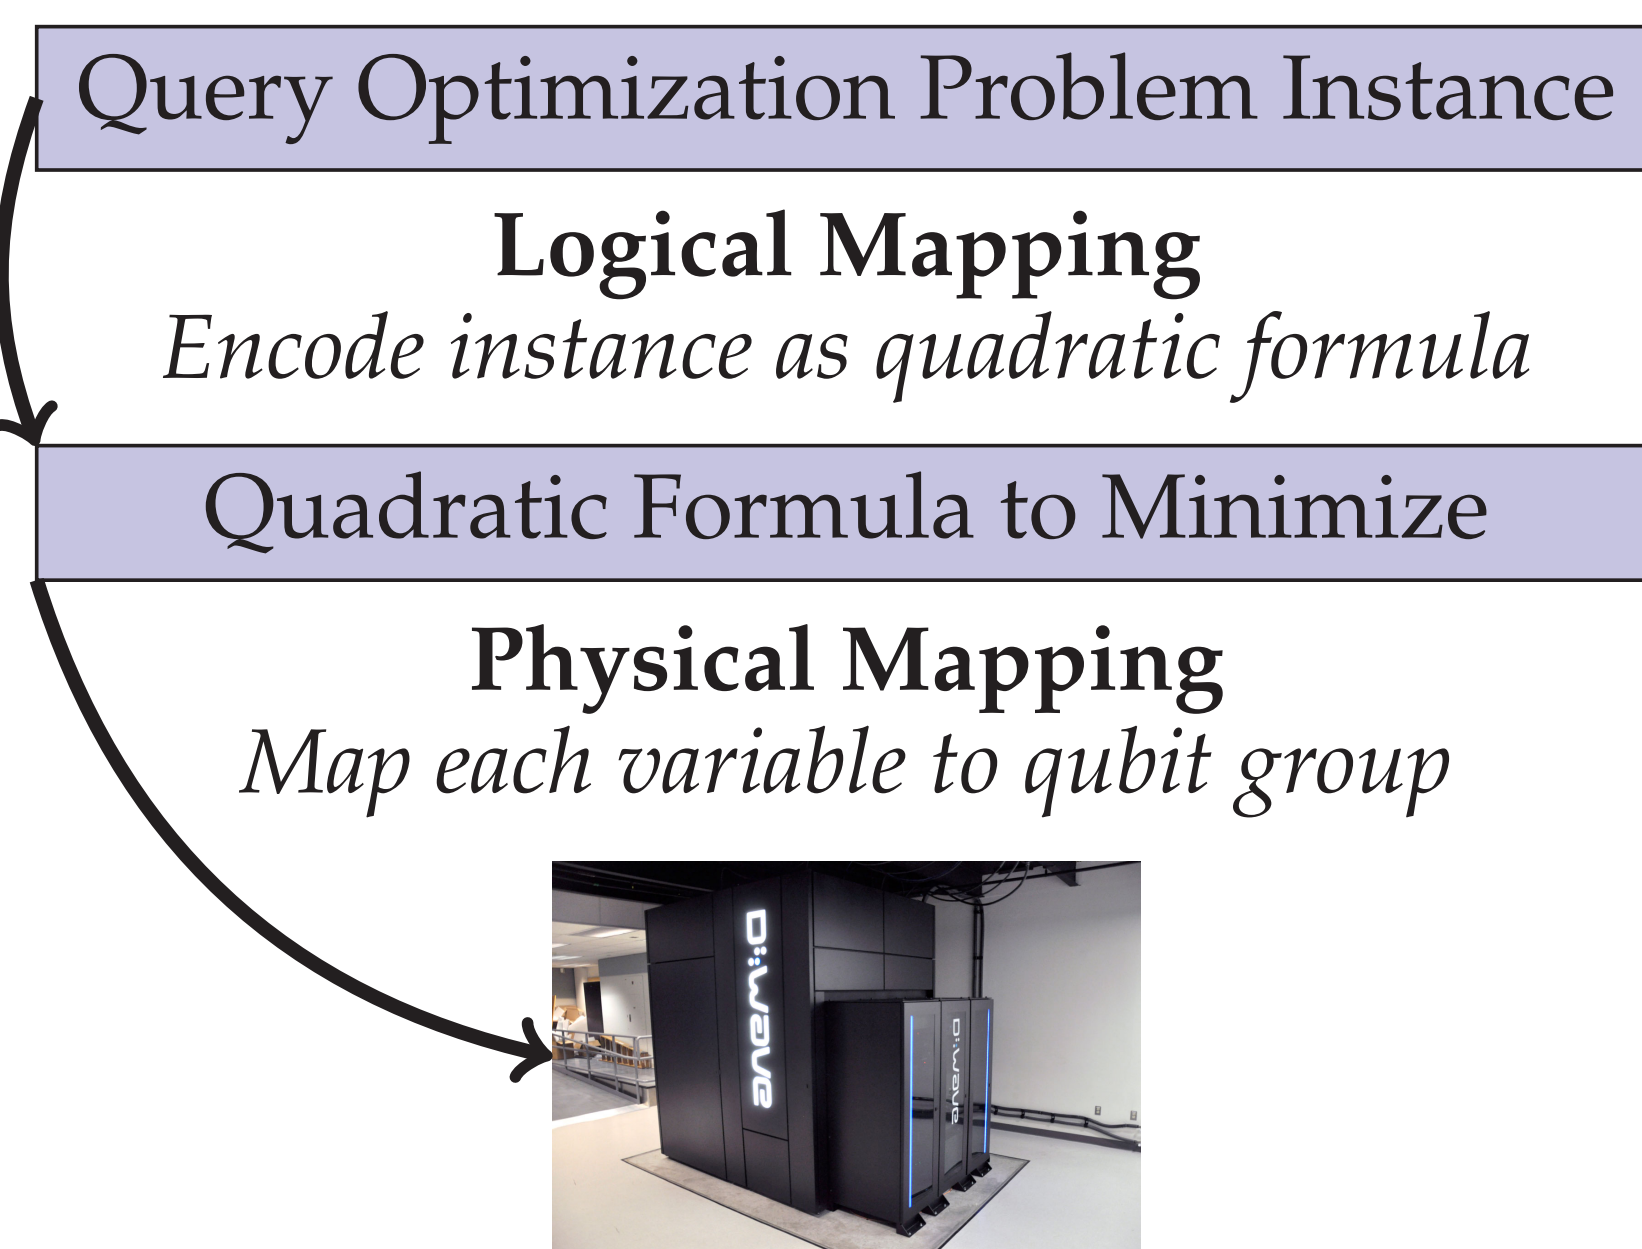 Query Optimization Problem Instance
Logical Mapping
Encode instance as quadratic formula
Quadratic Formula to Minimize
Physical Mapping
Map each variable to qubit group
D:wave
D:wave